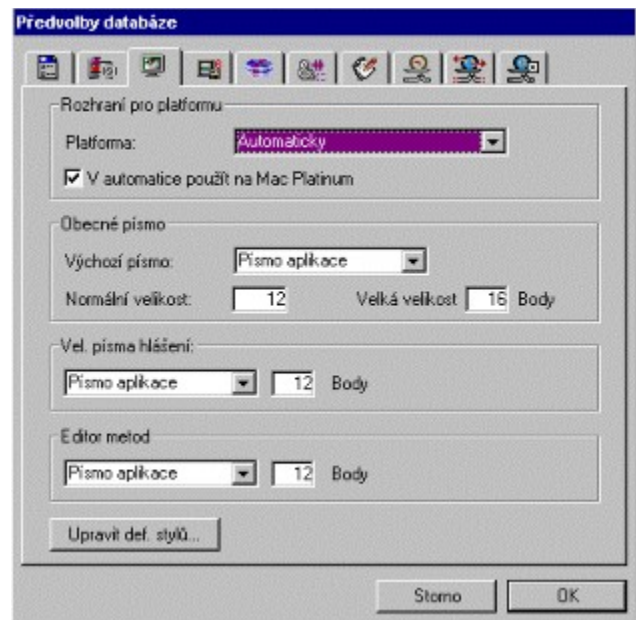 Předvolby databáze
Rozhraní pro platformu
Platforma: Automaticky
V automatice použít na Mac Platinum
Obecné písmo
Výchozí písmo: Písmo aplikace
Normální velikost: 12 Velká velikost 16 Body
Vel. písma hlášení:
Písmo aplikace 12 Body
Editor metod
Písmo aplikace 12 Body
Upravit def. stylů...
Storno OK